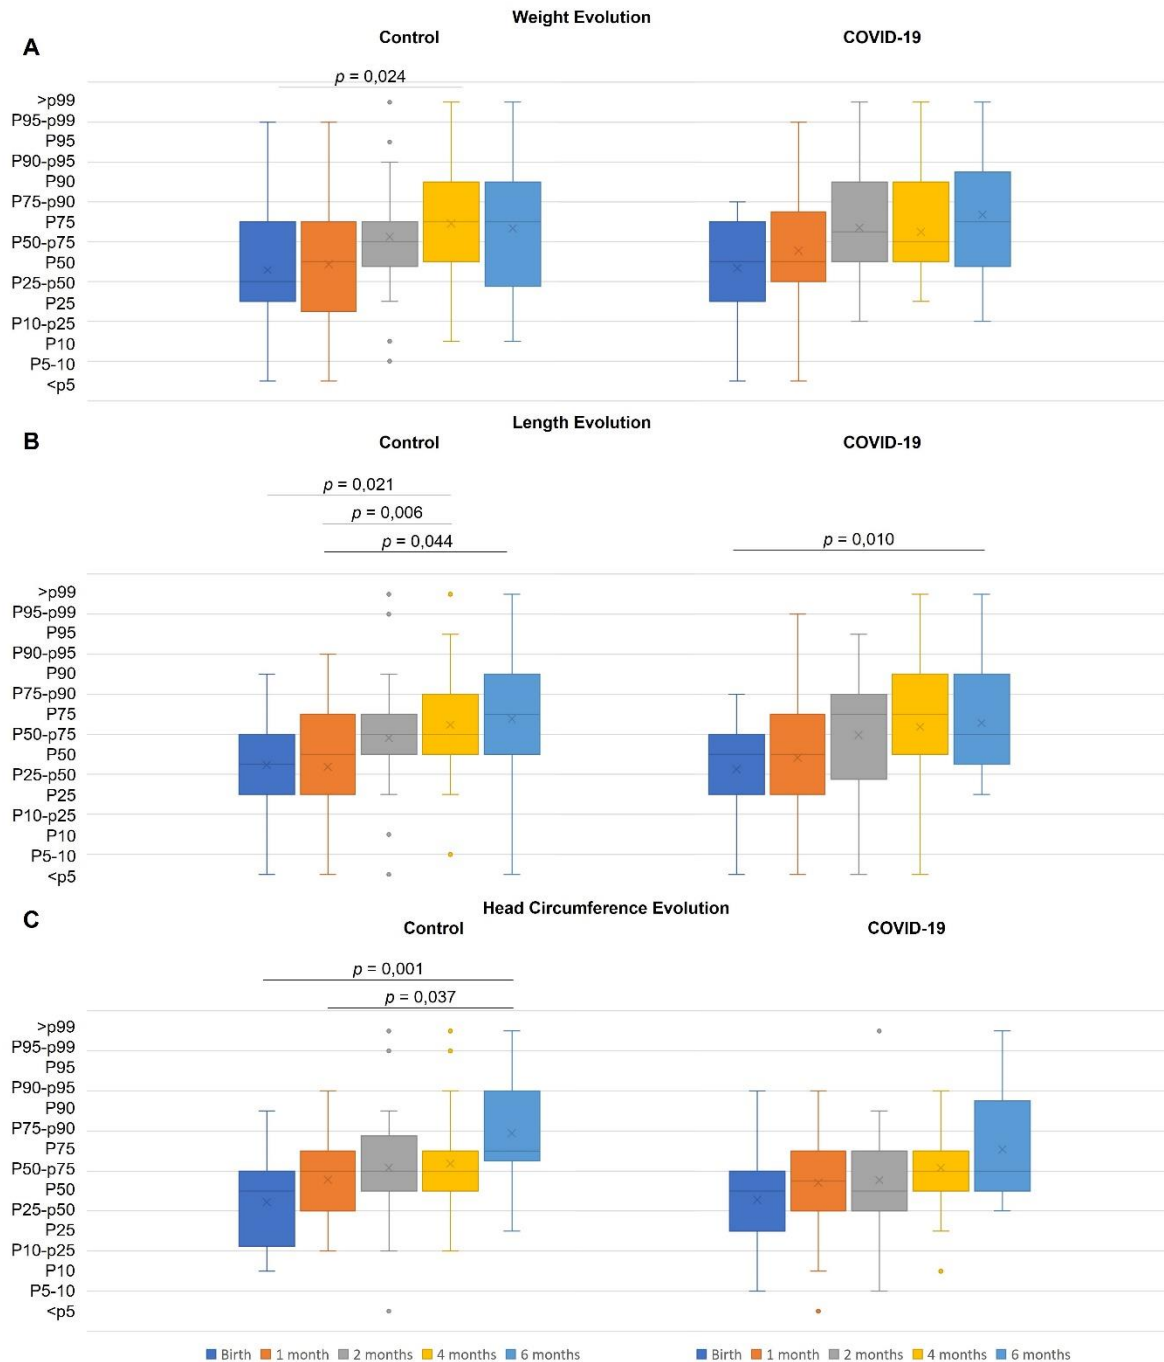 Weight Evolution
A
Control
COVID-19
p = 0,024
>p99
P95-p99
P95
P90-p95
P90
P75-p90
P75
P50-p75
P50
P25-p50
P25
P10-p25
P10
P5-10
<p5
Length Evolution
B
Control
COVID-19
p = 0,021
p = 0,006
p = 0,044
p = 0,010
>p99
P95-p99
P95
P90-p95
P90
P75-p90
P75
P50-p75
P50
P25-p50
P25
P10-p25
P10
P5-10
<p5
Head Circumference Evolution
C
Control
COVID-19
p = 0,001
p = 0,037
>p99
P95-p99
P95
P90-p95
P90
P75-p90
P75
P50-p75
P50
P25-p50
P25
P10-p25
P10
P5-10
<p5
Birth 1 month 2 months 4 months 6 months
Birth 1 month 2 months 4 months 6 months